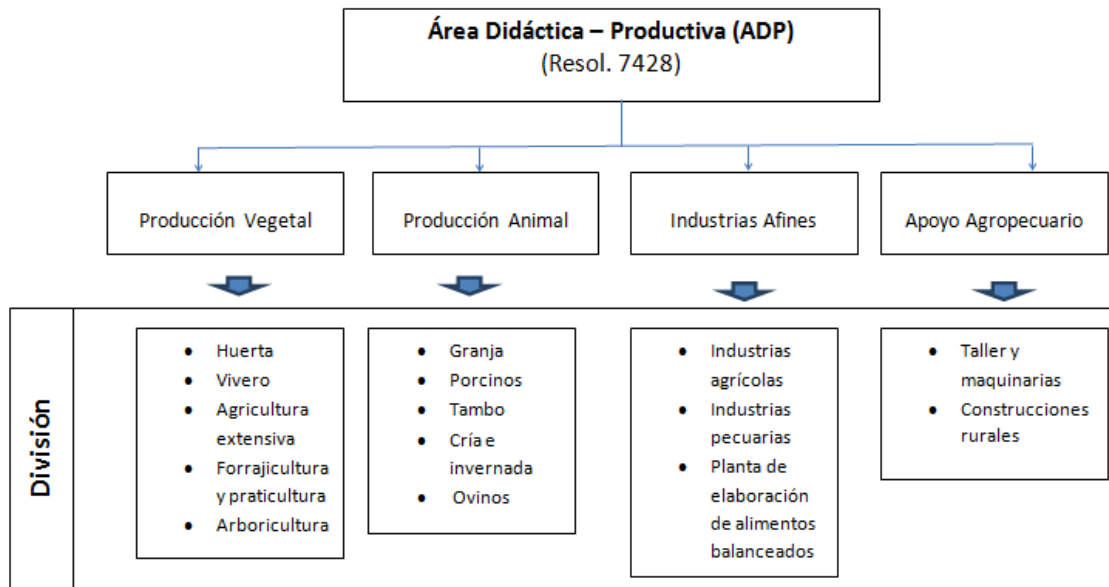 Área Didáctica – Productiva (ADP)
(Resol. 7428)
Producción Vegetal
Producción Animal
Industrias Afines
Apoyo Agropecuario
División
• Huerta
• Vivero
• Agricultura
extensiva
• Forrajicultura
y praticultura
• Arboricultura
• Granja
• Porcinos
• Tambo
• Cría e
invernada
• Ovinos
• Industrias
agrícolas
• Industrias
pecuarias
• Planta de
elaboración
de alimentos
balanceados
• Taller y
maquinarias
• Construcciones
rurales